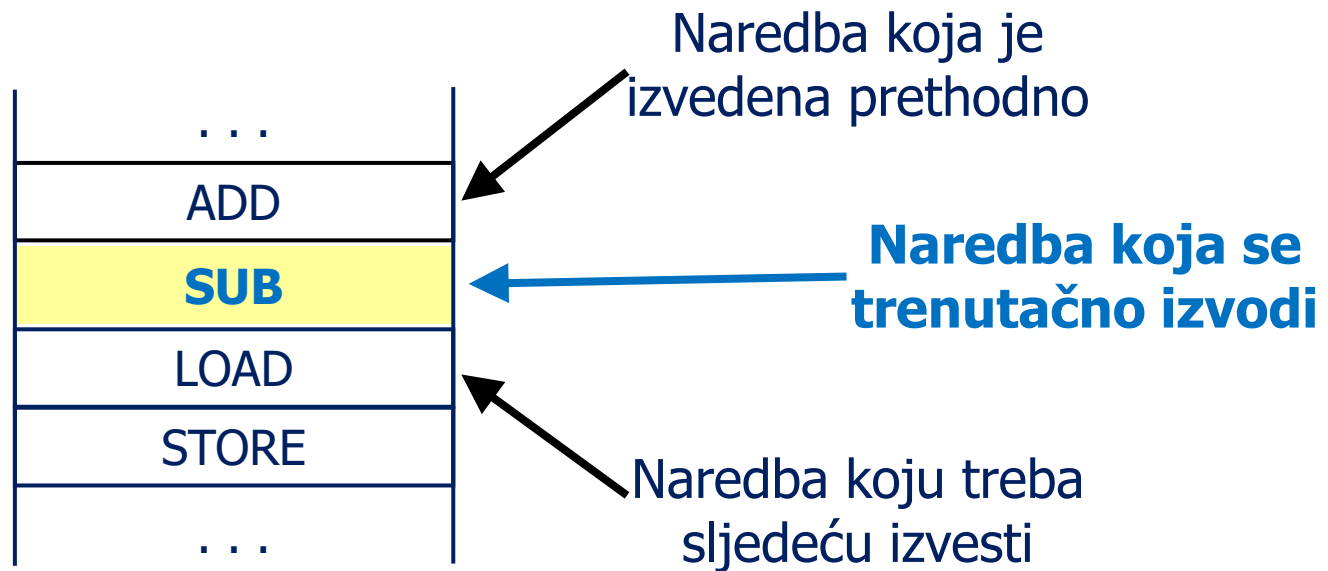 Naredba koja je
izvedena prethodno
. . .
ADD
SUB
Naredba koja se
trenutačno izvodi
LOAD
STORE
Naredba koju treba
sljedeću izvesti
. . .